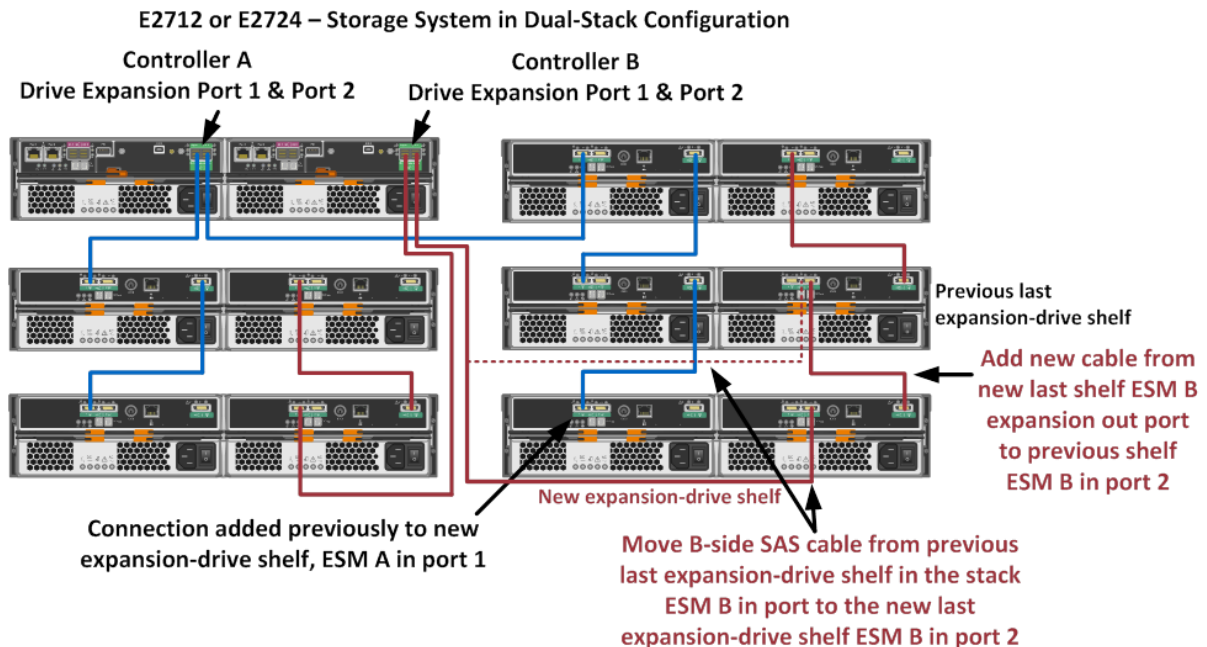 E2712 or E2724 – Storage System in Dual-Stack Configuration
Controller A
Drive Expansion Port 1 & Port 2
Controller B
Drive Expansion Port 1 & Port 2
Previous last
expansion-drive shelf
Add new cable from
new last shelf ESM B
expansion out port
to previous shelf
ESM B in port 2
New expansion-drive shelf
Connection added previously to new
expansion-drive shelf, ESM A in port 1
Move B-side SAS cable from previous
last expansion-drive shelf in the stack
ESM B in port to the new last
expansion-drive shelf ESM B in port 2